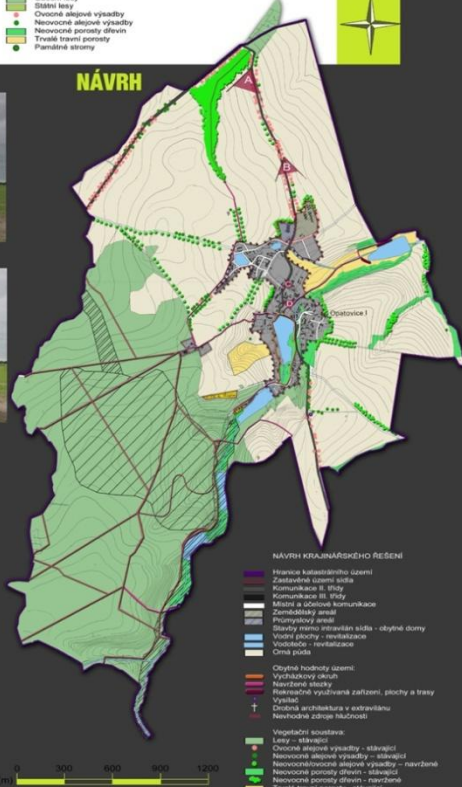 Státní lesy
Ovocné alejové výsadby
Neovocné alejové výsadby
Neovocné porosty dřevin
Trvalé travní porosty
Památné stromy
NÁVRH
A
B
C
D
Opatovice I
NÁVRH KRAJINÁŘSKÉHO ŘEŠENÍ
Hranice katastrálního území
Zastavěné území sídla
Komunikace II. třídy
Komunikace III. třídy
Místní a účelové komunikace
Zemědělský areál
Průmyslový areál
Stavby mimo intravilán sídla - obytné domy
Vodní plochy - revitalizace
Vodoteče - revitalizace
Orná půda
Obytné hodnoty území:
Vycházkový okruh
Navržené stezky
Rekreačně využívaná zařízení, plochy a trasy
Vysílač
Drobná architektura v extravilánu
Nevhodné zdroje hlučnosti
Vegetační soustava:
Lesy – stávající
Ovocné alejové výsadby - stávající
Neovocné alejové výsadby – stávající
Neovocné/ovocné alejové výsadby – navržené
Neovocné porosty dřevin - stávající
Neovocné porosty dřevin - navržené
0 300 600 900 1200
(m)